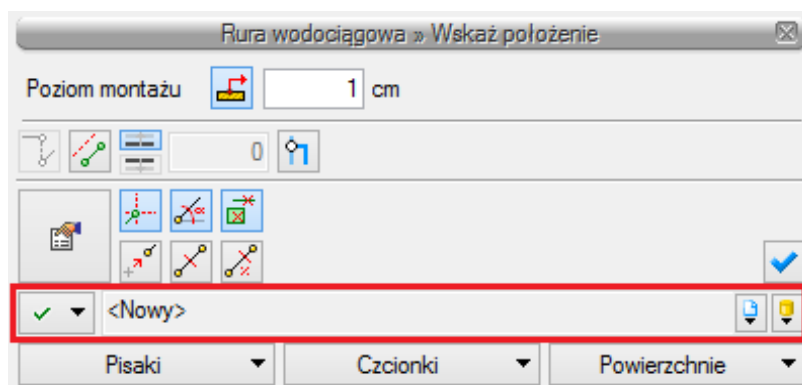 Rura wodociągowa » Wskaż położenie
Poziom montażu 1 cm
0
<Nowy>
Pisaki Czcionki Powierzchnie